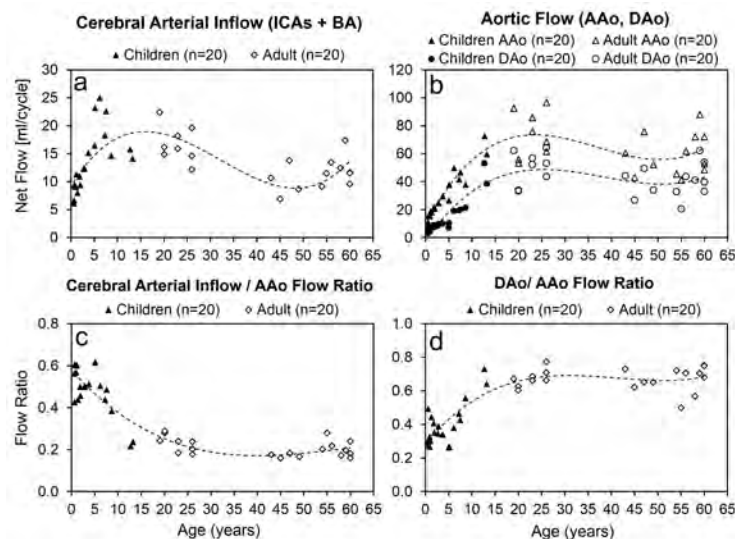 Cerebral Arterial Inflow (ICAs + BA)
▲ Children (n=20) ◇ Adult (n=20)
a
Net Flow [ml/cycle]
30
25
20
15
10
5
0
0 5 10 15 20 25 30 35 40 45 50 55 60 65
Aortic Flow (AAo, DAo)
▲ Children AAo (n=20) △ Adult AAo (n=20)
● Children DAo (n=20) ○ Adult DAo (n=20)
b
120
100
80
60
40
20
0
0 5 10 15 20 25 30 35 40 45 50 55 60 65
Cerebral Arterial Inflow / AAo Flow Ratio
▲ Children (n=20) ◇ Adult (n=20)
c
Flow Ratio
0.8
0.6
0.4
0.2
0.0
0 5 10 15 20 25 30 35 40 45 50 55 60 65
Age (years)
DAo/ AAo Flow Ratio
▲ Children (n=20) ◇ Adult (n=20)
d
1.0
0.8
0.6
0.4
0.2
0.0
0 5 10 15 20 25 30 35 40 45 50 55 60 65
Age (years)